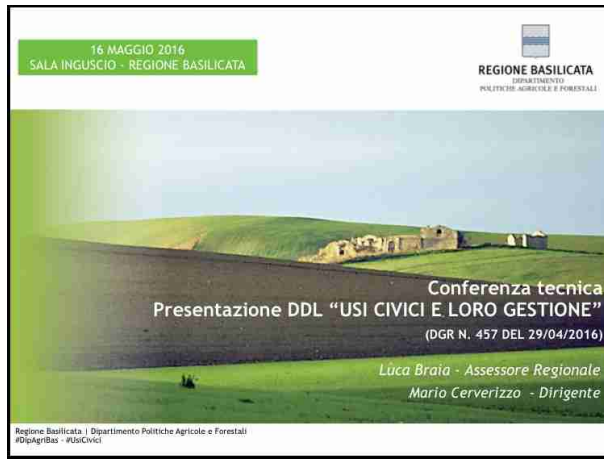 16 MAGGIO 2016
SALA INGUSCIO - REGIONE BASILICATA
REGIONE BASILICATA
DIPARTIMENTO
POLITICHE AGRICOLE E FORESTALI
Conferenza tecnica
Presentazione DDL “USI CIVICI E LORO GESTIONE”
(DGR N. 457 DEL 29/04/2016)
Luca Braia - Assessore Regionale
Mario Cerverizzo - Dirigente
Regione Basilicata | Dipartimento Politiche Agricole e Forestali
#DipAgriBas - #UsiCivici